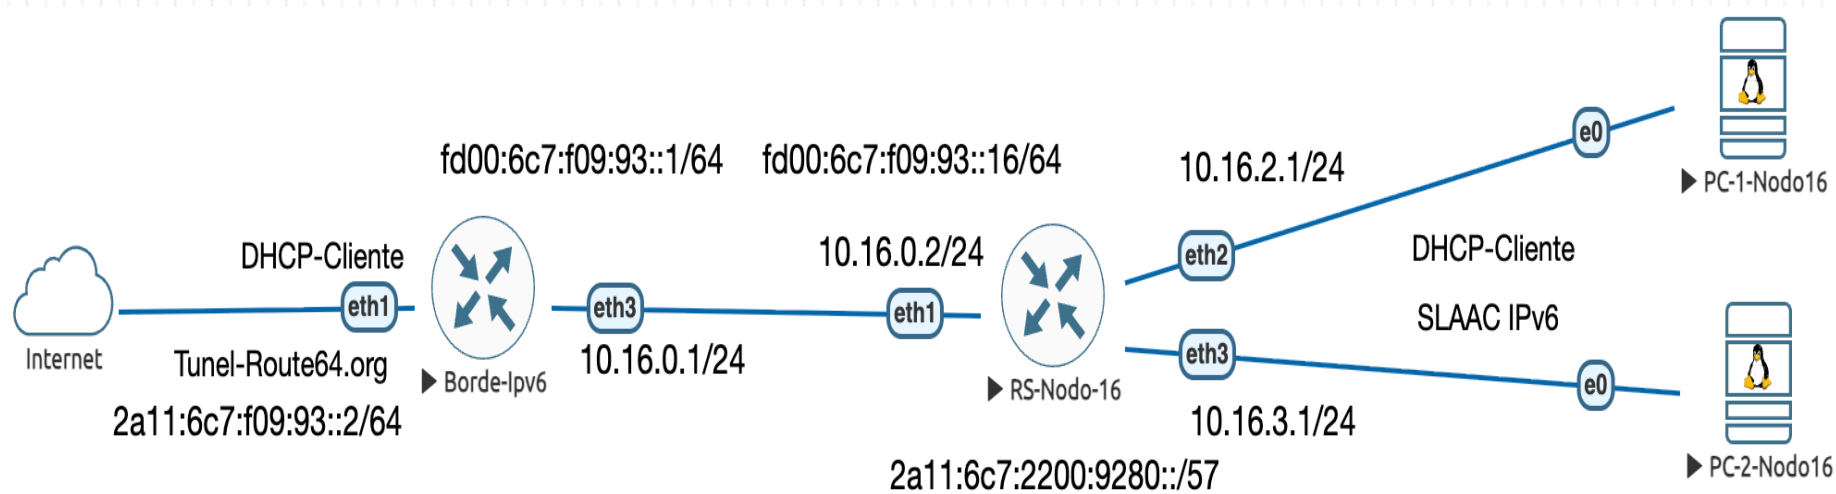 fd00:6c7:f09:93::1/64
fd00:6c7:f09:93::16/64
10.16.2.1/24
e0
PC-1-Nodo16
DHCP-Cliente
10.16.0.2/24
eth2
DHCP-Cliente
eth1
eth3
eth1
SLAAC IPv6
Internet
Tunel-Route64.org
Borde-Ipv6
10.16.0.1/24
RS-Nodo-16
eth3
e0
2a11:6c7:f09:93::2/64
10.16.3.1/24
2a11:6c7:2200:9280::/57
PC-2-Nodo16